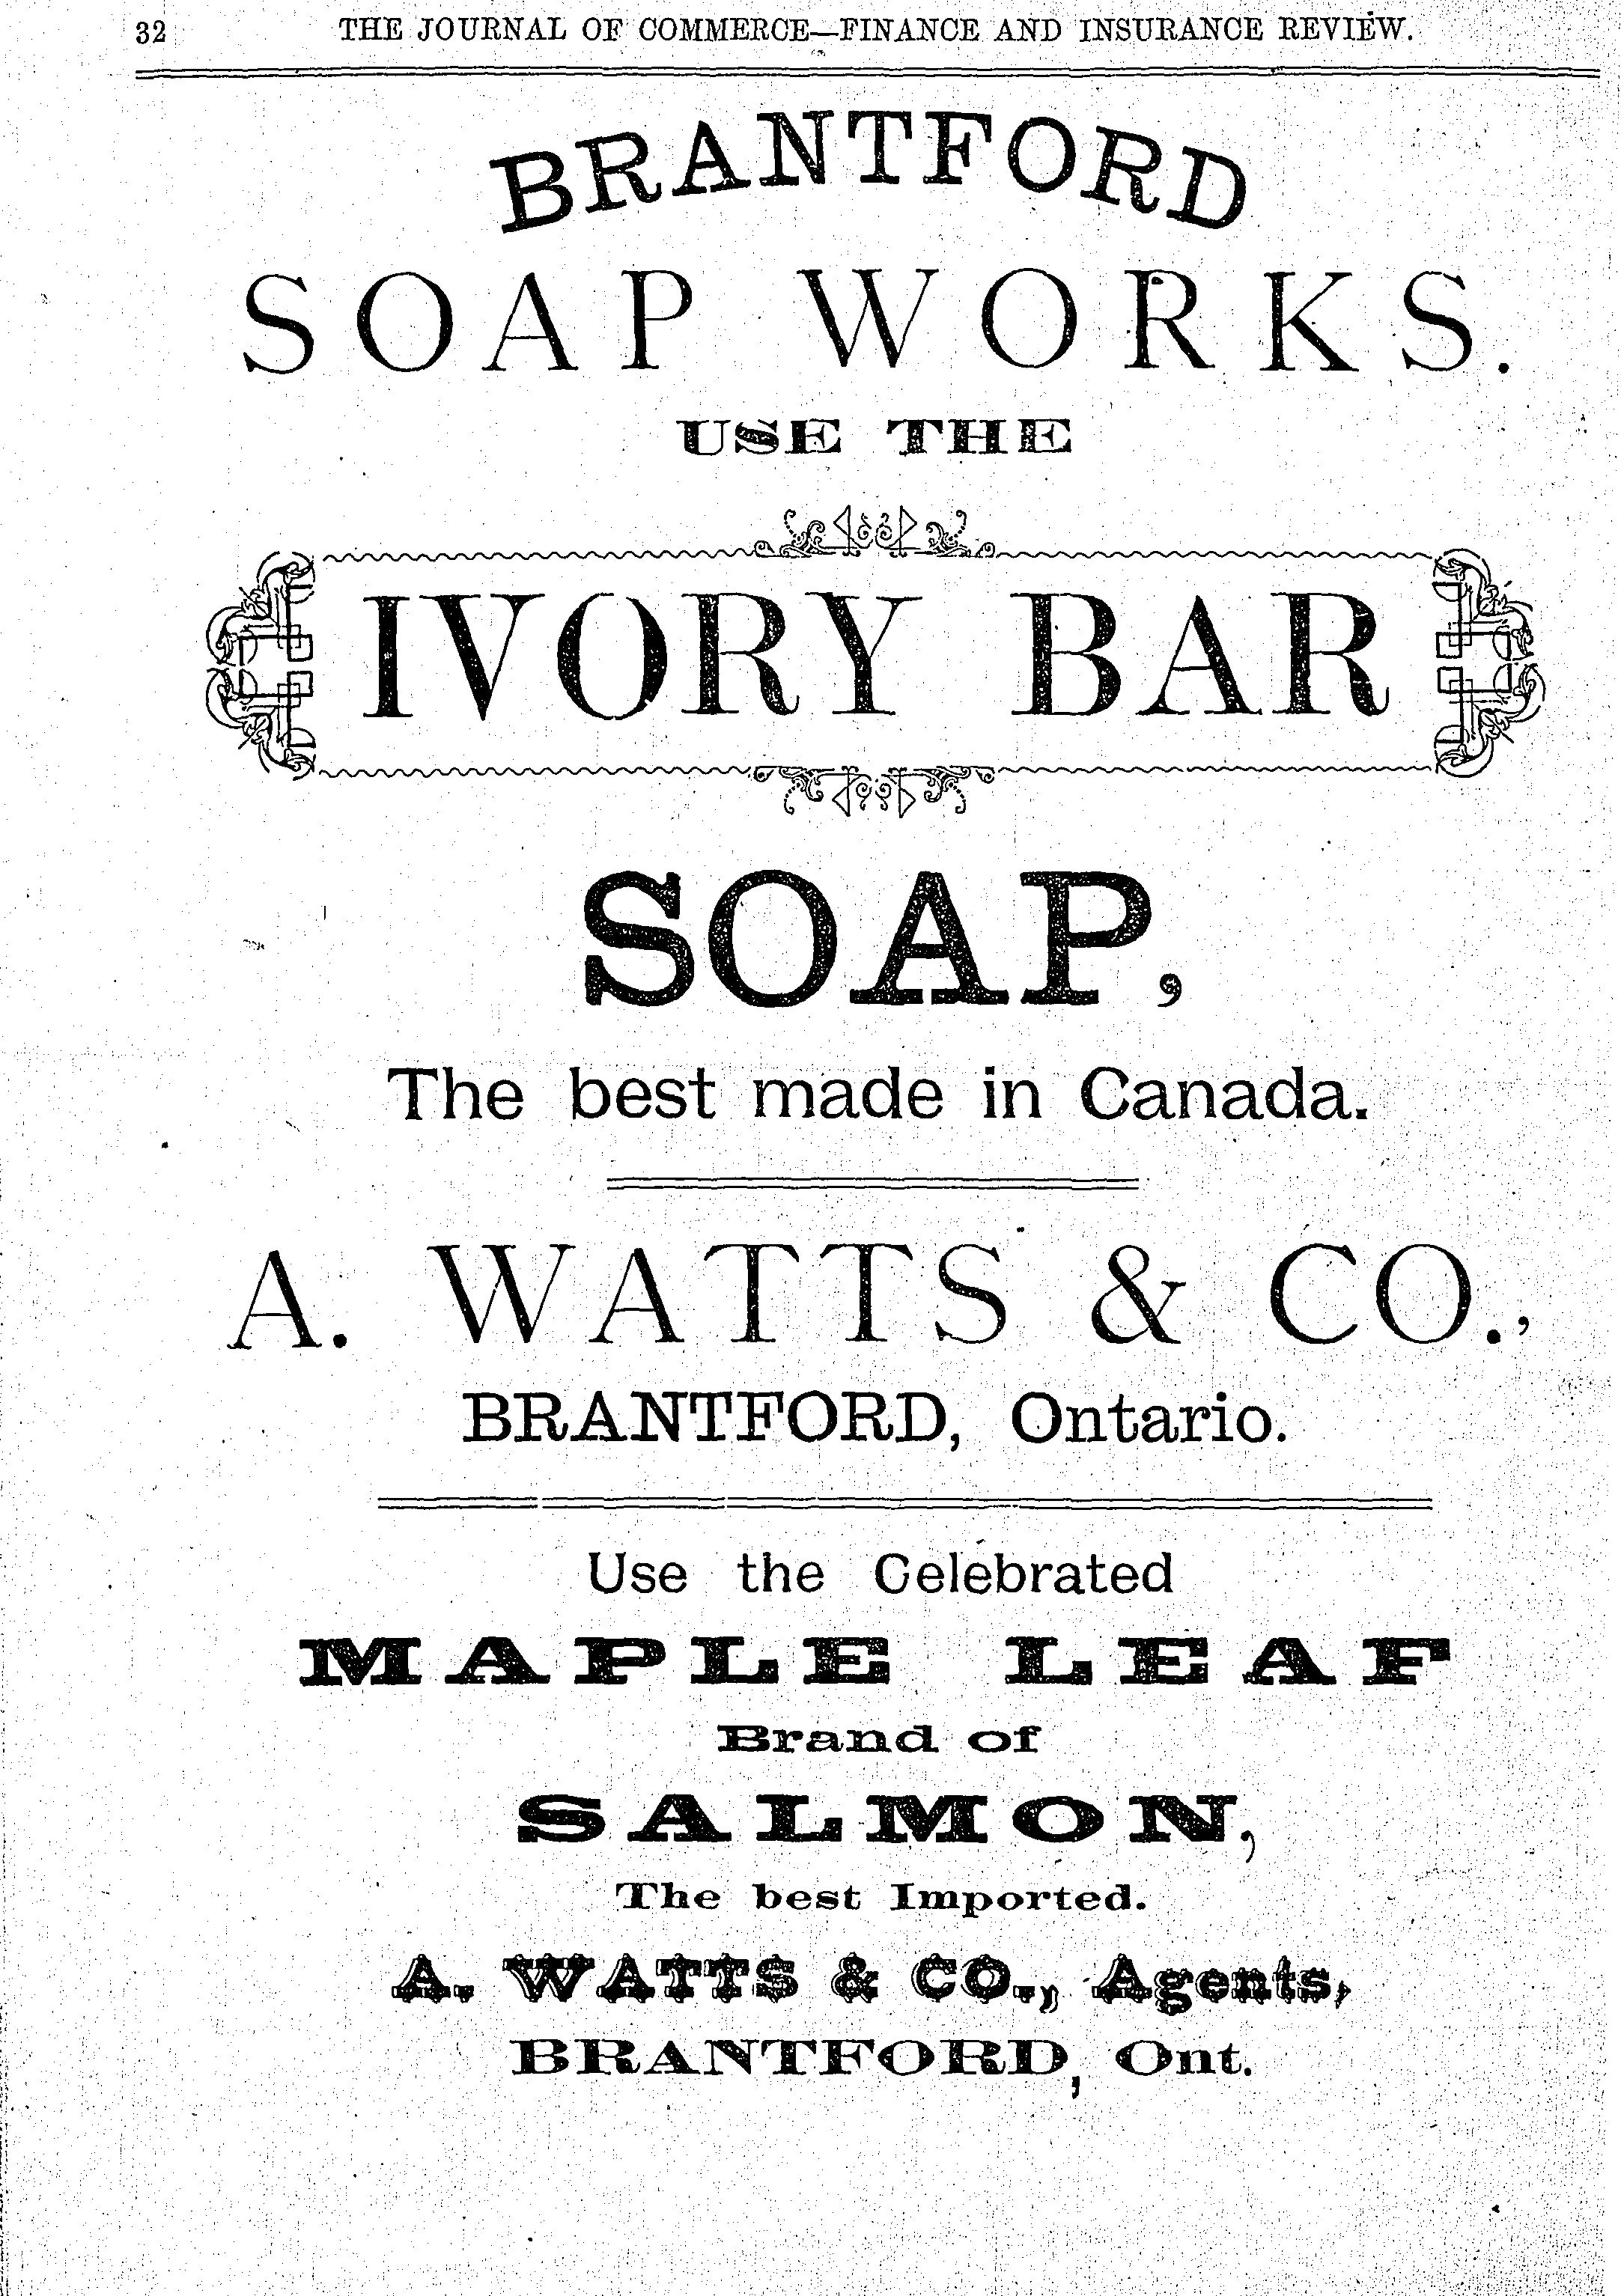 32 THE JOURNAL OF COMMERCE—FINANCE AND INSURANCE REVIEW.
BRANTFORD
SOAP WORKS.
USE THE
IVORY BAR
SOAP,
The best made in Canada.
A. WATTS & CO.,
BRANTFORD, Ontario.
Use the Celebrated
MAPLE LEAF
Brand of
SALMON,
The best Imported.
A. WATTS & CO., Agents,
BRANTFORD, Ont.